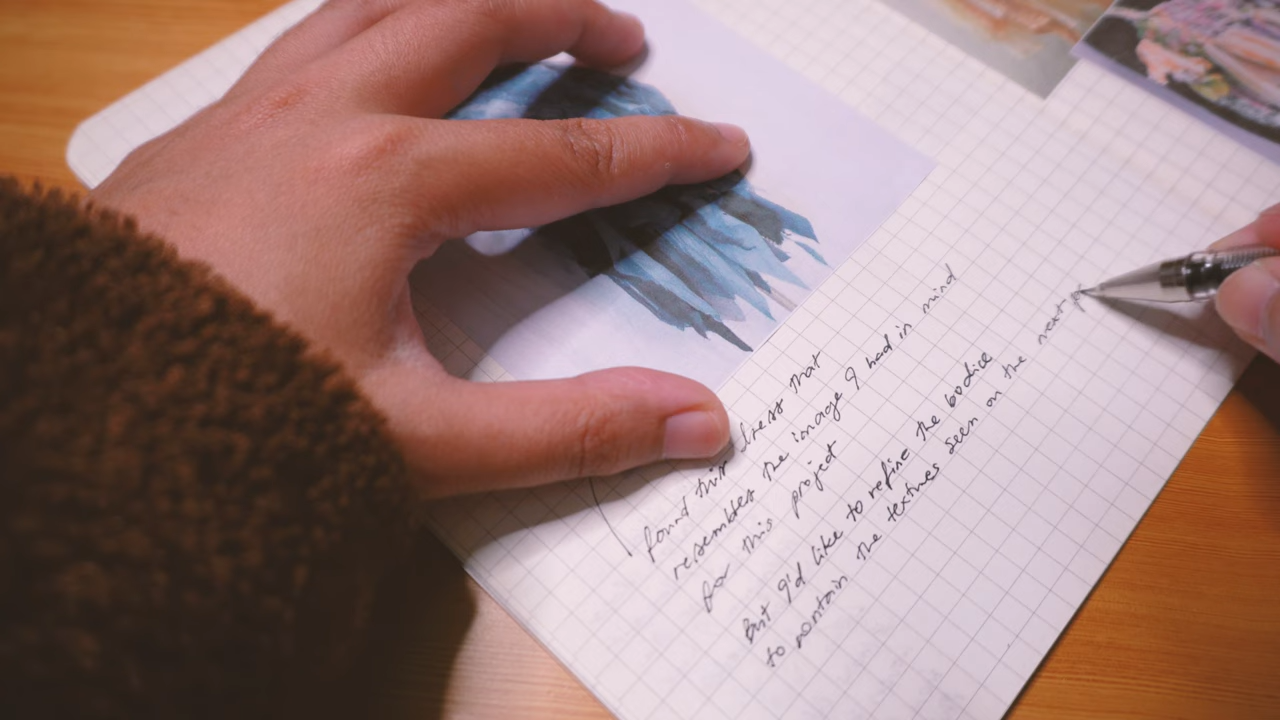 found this dress that
resembles the image I had in mind
for this project
But I'd like to refine the bodice
to montain the textures seen on the next p